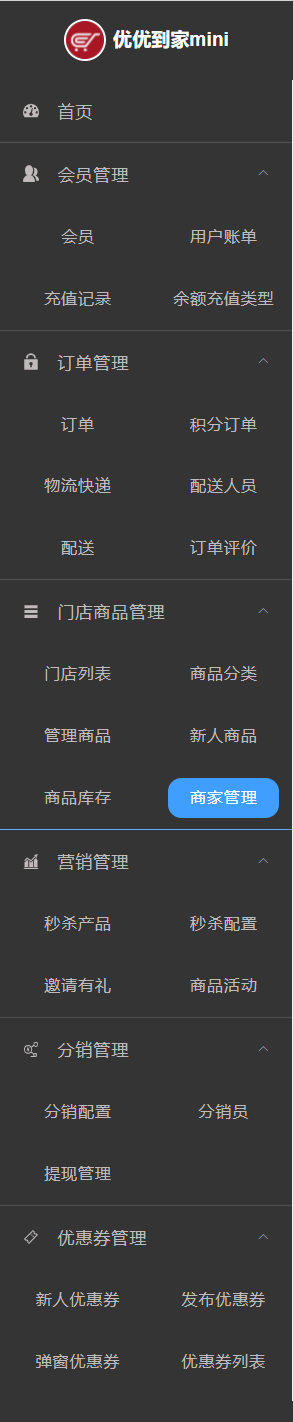 优优到家mini
首页
会员管理
会员 用户账单
充值记录 余额充值类型
订单管理
订单 积分订单
物流快递 配送人员
配送 订单评价
门店商品管理
门店列表 商品分类
管理商品 新人商品
商品库存 商家管理
营销管理
秒杀产品 秒杀配置
邀请有礼 商品活动
分销管理
分销配置 分销员
提现管理
优惠券管理
新人优惠券 发布优惠券
弹窗优惠券 优惠券列表